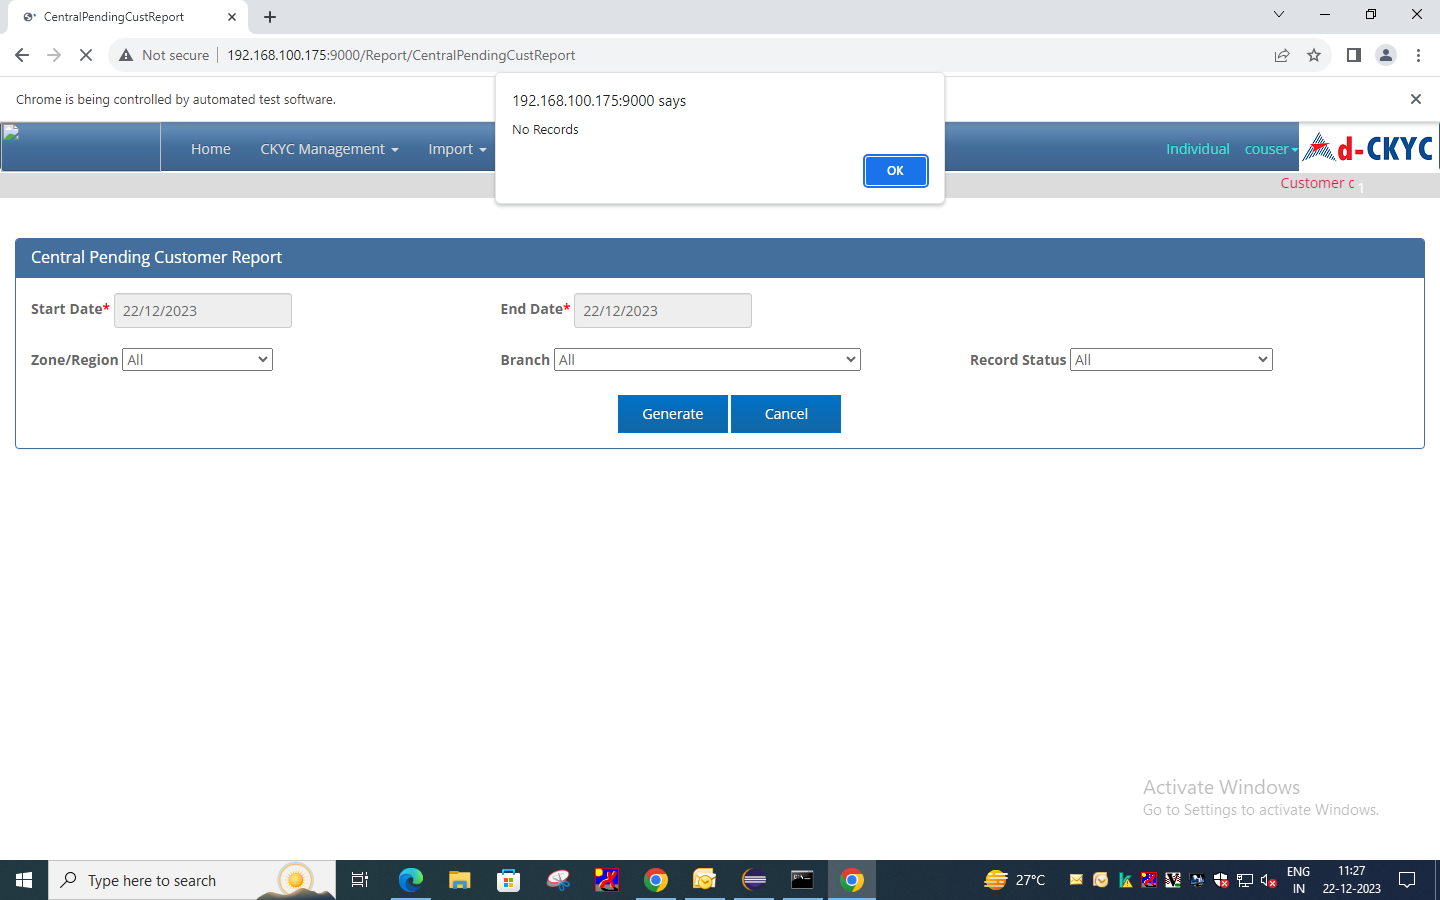 CentralPendingCustReport
Not secure 192.168.100.175:9000/Report/CentralPendingCustReport
Chrome is being controlled by automated test software.
192.168.100.175:9000 says
No Records
OK
Home CKYC Management Import Individual couser d-CKYC
Customer c 1
Central Pending Customer Report
Start Date* 22/12/2023 End Date* 22/12/2023
Zone/Region All Branch All Record Status All
Generate Cancel
Activate Windows
Go to Settings to activate Windows.
Type here to search 27°C ENG IN 11:27 22-12-2023